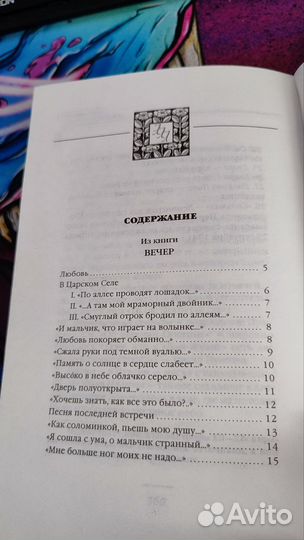 СОДЕРЖАНИЕ
Из книги
ВЕЧЕР
Любовь 5
В Царском Селе
I. «По аллее проводят лошадок...» 6
II. «...А там мой мраморный двойник...» 7
III. «Смуглый отрок бродил по аллеям...» 7
«И мальчик, что играет на волынке...» 8
«Любовь покоряет обманно...» 8
«Сжала руки под темной вуалью...» 9
«Память о солнце в сердце слабеет...» 10
«Высоко в небе облачко серело...» 10
«Дверь полуоткрыта...» 11
«Хочешь знать, как все это было?..» 12
Песня последней встречи 12
«Как соломинкой, пьешь мою душу...» 13
«Я сошла с ума, о мальчик странный...» 14
«Мне больше ног моих не надо...» 15
Avito